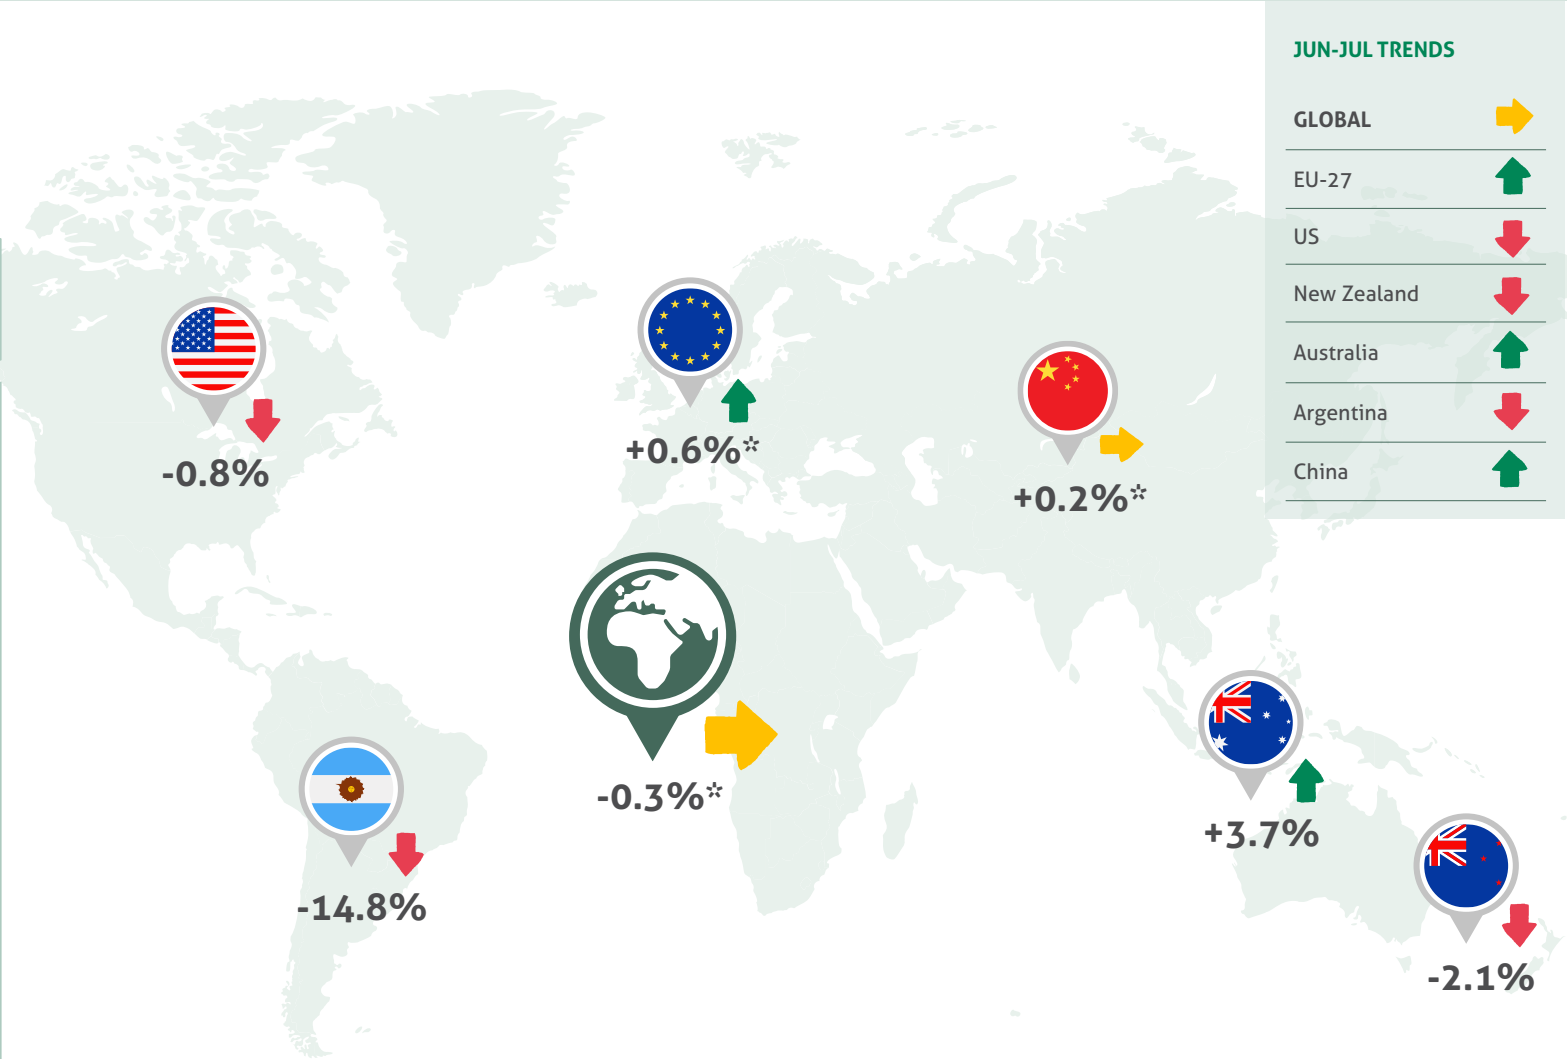 JUN-JUL TRENDS
GLOBAL
EU-27
US
New Zealand
Australia
Argentina
China
-0.8%
+0.6%*
+0.2%*
-0.3%*
-14.8%
+3.7%
-2.1%